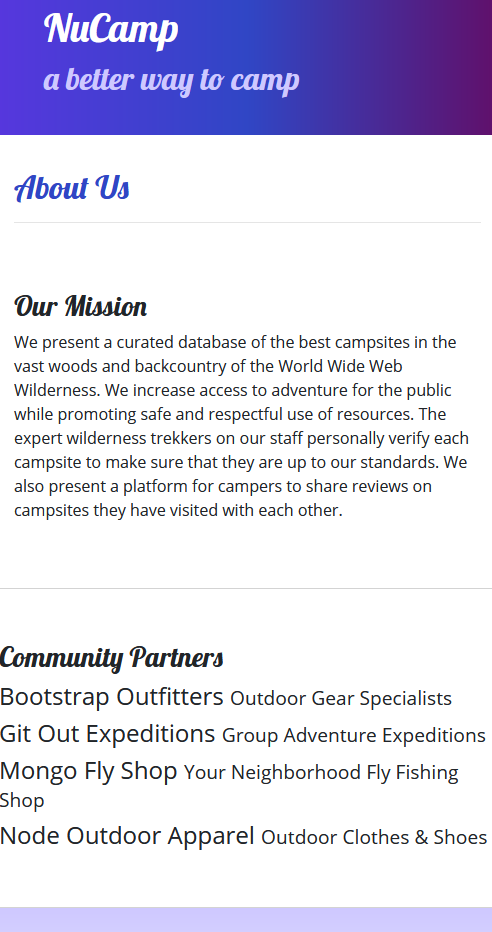 NuCamp
a better way to camp
About Us
Our Mission
We present a curated database of the best campsites in the
vast woods and backcountry of the World Wide Web
Wilderness. We increase access to adventure for the public
while promoting safe and respectful use of resources. The
expert wilderness trekkers on our staff personally verify each
campsite to make sure that they are up to our standards. We
also present a platform for campers to share reviews on
campsites they have visited with each other.
Community Partners
Bootstrap Outfitters Outdoor Gear Specialists
Git Out Expeditions Group Adventure Expeditions
Mongo Fly Shop Your Neighborhood Fly Fishing
Shop
Node Outdoor Apparel Outdoor Clothes & Shoes